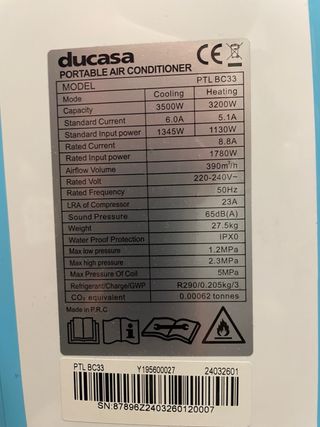 ducasa CE
PORTABLE AIR CONDITIONER
MODEL PTL BC33
Mode Cooling Heating
Capacity 3500W 3200W
Standard Current 6.0A 5.1A
Standard Input power 1345W 1130W
Rated Current 8.8A
Rated Input power 1780W
Airflow Volume 390m³/h
Rated Volt 220-240V~
Rated Frequency 50Hz
LRA of Compressor 23A
Sound Pressure 65dB(A)
Weight 27.5kg
Water Proof Protection IPX0
Max low pressure 1.2MPa
Max high pressure 2.3MPa
Max Pressure Of Coil 5MPa
Refrigerant/Charge/GWP R290/0.205kg/3
CO₂ equivalent 0.00062 tonnes
Made in P.R.C
PTL BC33 Y195600027 24032601
SN:87896Z2403260120007